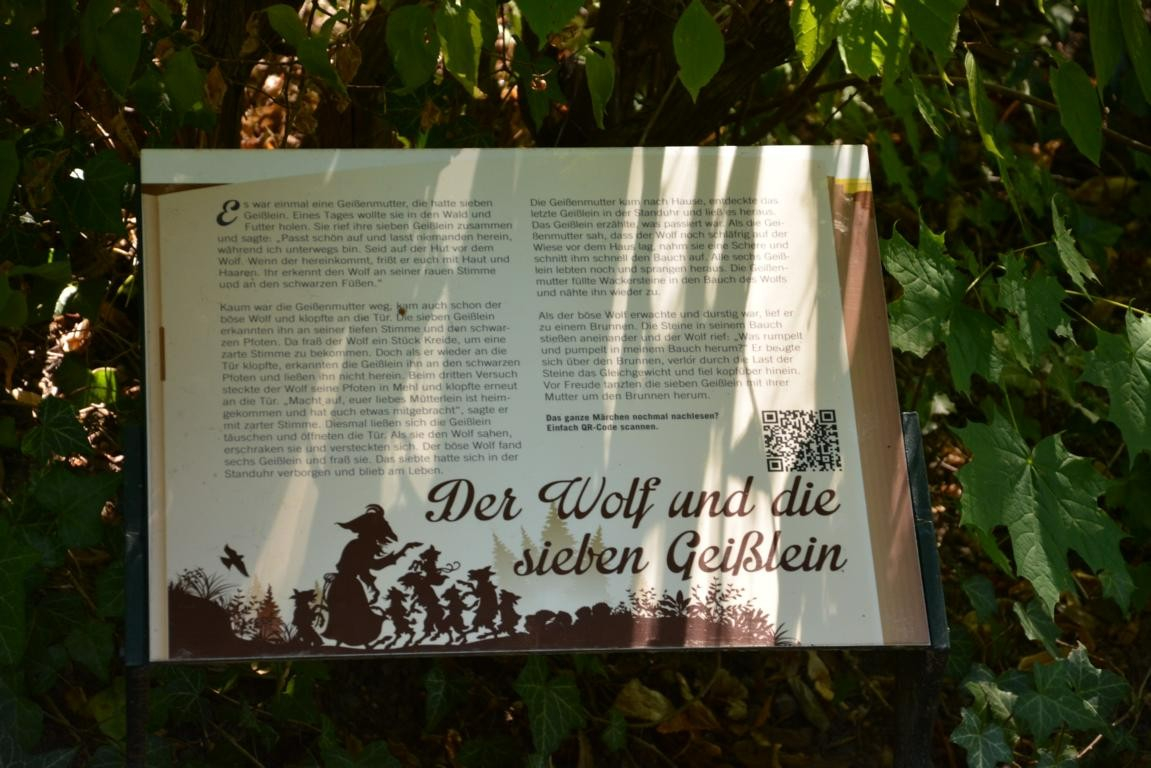 Es war einmal eine Geißenmutter, die hatte sieben
Geißlein. Eines Tages wollte sie in den Wald und
Futter holen. Sie rief ihre sieben Geißlein zusammen
und sagte: „Passt schön auf und lasst niemanden herein,
während ich unterwegs bin. Seid auf der Hut vor dem
Wolf. Wenn der hereinkommt, frißt er euch mit Haut und
Haaren. Ihr erkennt den Wolf an seiner rauen Stimme
und an den schwarzen Füßen.“
Kaum war die Geißenmutter weg, kam auch schon der
böse Wolf und klopfte an die Tür. Die sieben Geißlein
erkannten ihn an seiner tiefen Stimme und den schwar-
zen Pfoten. Da fraß der Wolf ein Stück Kreide, um eine
zarte Stimme zu bekommen. Doch als er wieder an die
Tür klopfte, erkannten die Geißlein ihn an den schwarzen
Pfoten und ließen ihn nicht herein. Beim dritten Versuch
steckte der Wolf seine Pfoten in Mehl und klopfte erneut
an die Tür. „Macht auf, euer liebes Mütterlein ist heim-
gekommen und hat euch etwas mitgebracht“, sagte er
mit zarter Stimme. Diesmal ließen sich die Geißlein
täuschen und öffneten die Tür. Als sie den Wolf sahen,
erschraken sie und versteckten sich. Der böse Wolf fand
sechs Geißlein und fraß sie. Das siebte hatte sich in der
Standuhr verborgen und blieb am Leben.
Die Geißenmutter kam nach Hause, entdeckte das
letzte Geißlein in der Standuhr und ließ es heraus.
Das Geißlein erzählte, was passiert war. Als die Gei-
ßenmutter sah, dass der Wolf noch schläfrig auf der
Wiese vor dem Haus lag, nahm sie eine Schere und
schnitt ihm schnell den Bauch auf. Alle sechs Geiß-
lein lebten noch und sprangen heraus. Die Geißen-
mutter füllte Wackersteine in den Bauch des Wolfs
und nähte ihn wieder zu.
Als der böse Wolf erwachte und durstig war, lief er
zu einem Brunnen. Die Steine in seinem Bauch
stießen aneinander und der Wolf rief: „Was rumpelt
und pumpelt in meinem Bauch herum?“ Er beugte
sich über den Brunnen, verlor durch die Last der
Steine das Gleichgewicht und fiel kopfüber hinein.
Vor Freude tanzten die sieben Geißlein mit ihrer
Mutter um den Brunnen herum.
Das ganze Märchen nochmal nachlesen?
Einfach QR-Code scannen.
Der Wolf und die
sieben Geißlein